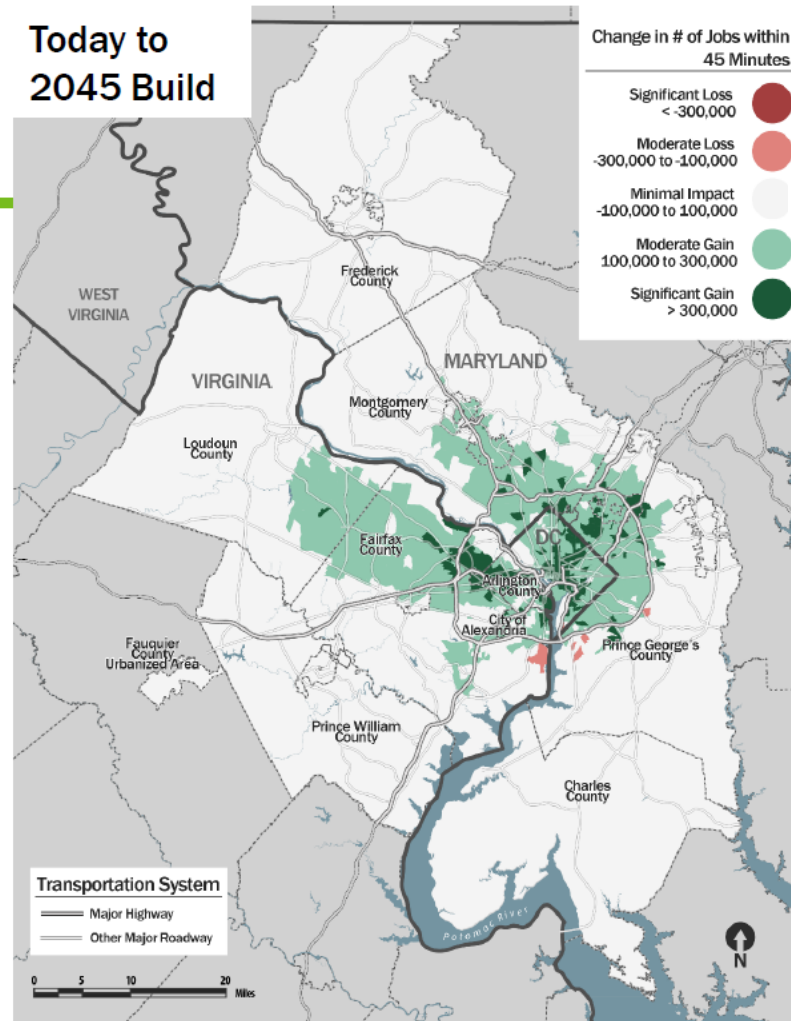 Today to
2045 Build
Change in # of Jobs within
45 Minutes
Significant Loss
< -300,000
Moderate Loss
-300,000 to -100,000
Minimal Impact
-100,000 to 100,000
Moderate Gain
100,000 to 300,000
Significant Gain
> 300,000
Frederick
County
WEST
VIRGINIA
MARYLAND
VIRGINIA
Montgomery
County
Loudoun
County
DC
Fairfax
County
Arlington
County
City of
Alexandria
Prince George's
County
Fauquier
County
Urbanized Area
Prince William
County
Charles
County
Transportation System
Major Highway
Other Major Roadway
Potomac River
N
0 5 10 20
Miles